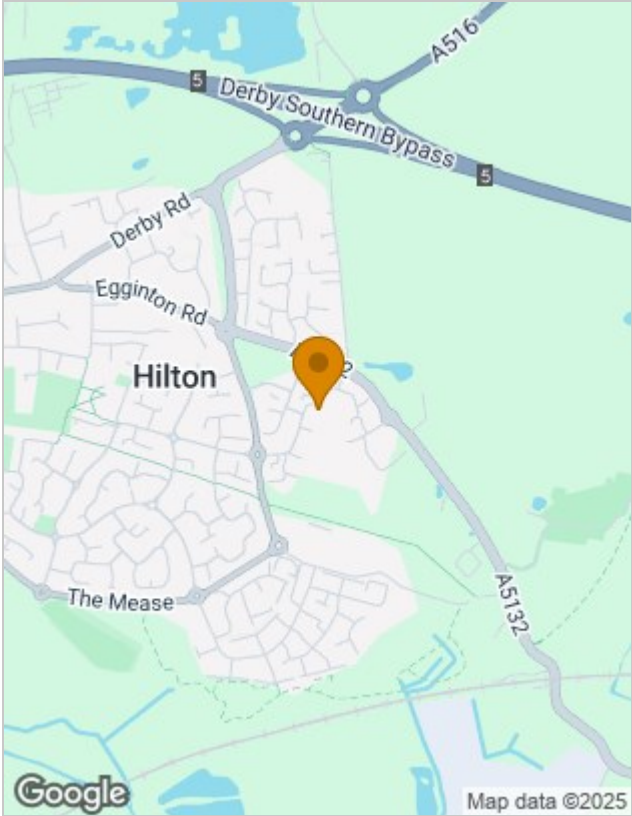 A516
5
Derby Southern Bypass
5
Derby Rd
Egginton Rd
Hilton
The Mease
A5132
Google
Map data ©2025